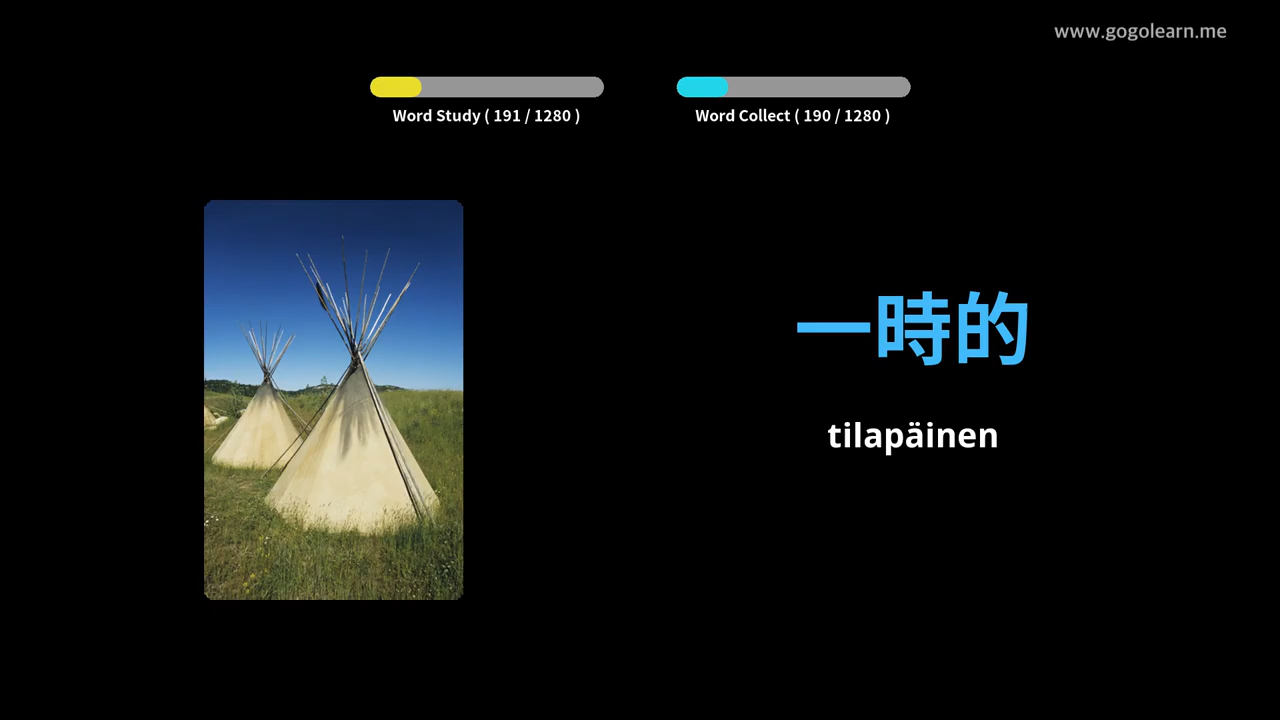 www.gogolearn.me
Word Study ( 191 / 1280 )
Word Collect ( 190 / 1280 )
一時的
tilapäinen